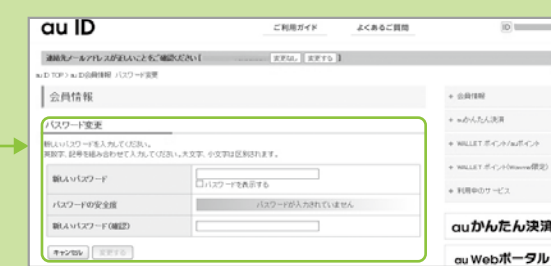 au ID
ご利用ガイド
よくあるご質問
ID
連絡先メールアドレスが正しいことをご確認ください [
変更なし
変更する ]
au ID TOP > au ID会員情報 パスワード変更
会員情報
パスワード変更
新しいパスワードを入力してください。
英数字、記号を組み合わせて入力してください。大文字、小文字は区別されます。
新しいパスワード
パスワードを表示する
パスワードの安全度
パスワードが入力されていません
新しいパスワード(確認)
キャンセル
変更する
+ 会員情報
+ auかんたん決済
+ WALLET ポイント/auポイント
+ WALLET ポイント
+ 利用中のサービス
auかんたん決済
au Webポータル